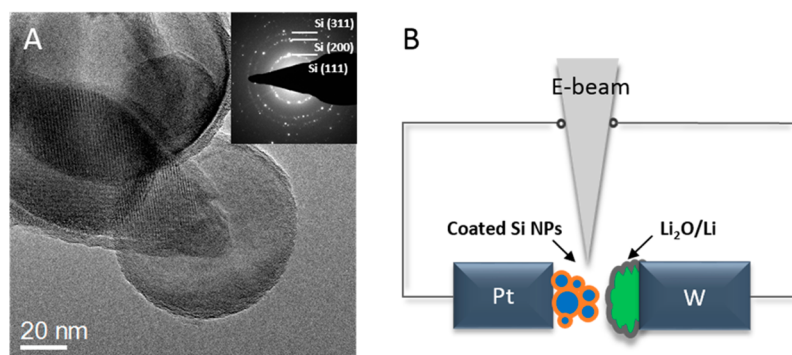 A
Si (311)
Si (200)
Si (111)
20 nm
B
E-beam
Coated Si NPs
Li₂O/Li
Pt
W